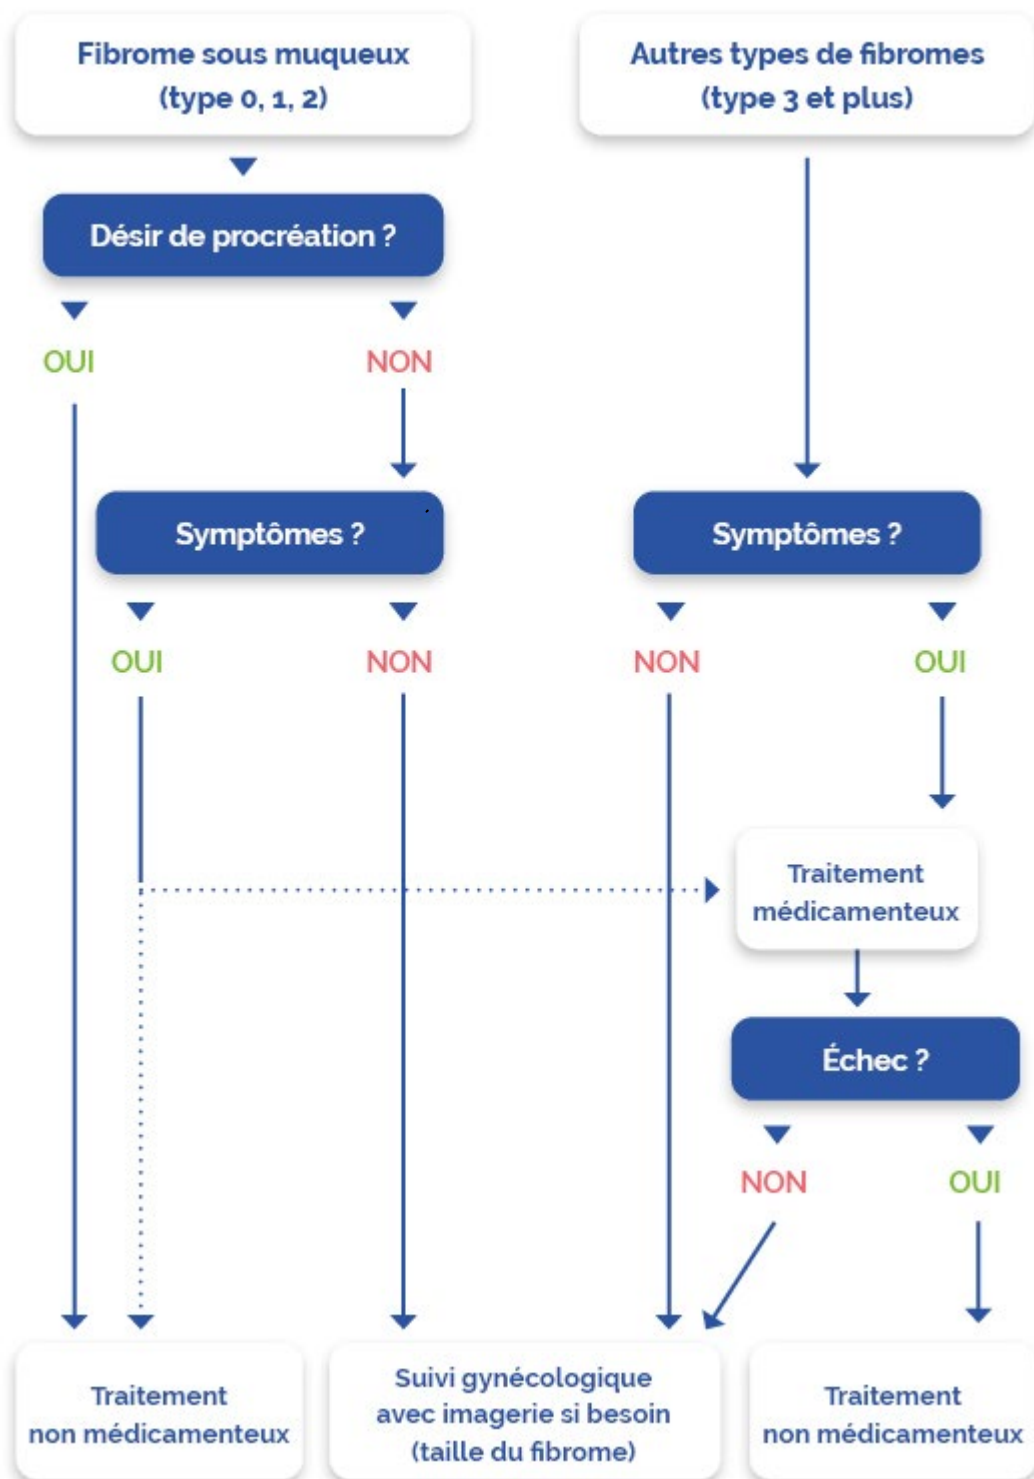 Fibrome sous muqueux
(type 0, 1, 2)
Autres types de fibromes
(type 3 et plus)
Désir de procréation ?
OUI
NON
Symptômes ?
Symptômes ?
OUI
NON
NON
OUI
Traitement
médicamenteux
Échec ?
NON
OUI
Traitement
non médicamenteux
Suivi gynécologique
avec imagerie si besoin
(taille du fibrome)
Traitement
non médicamenteux